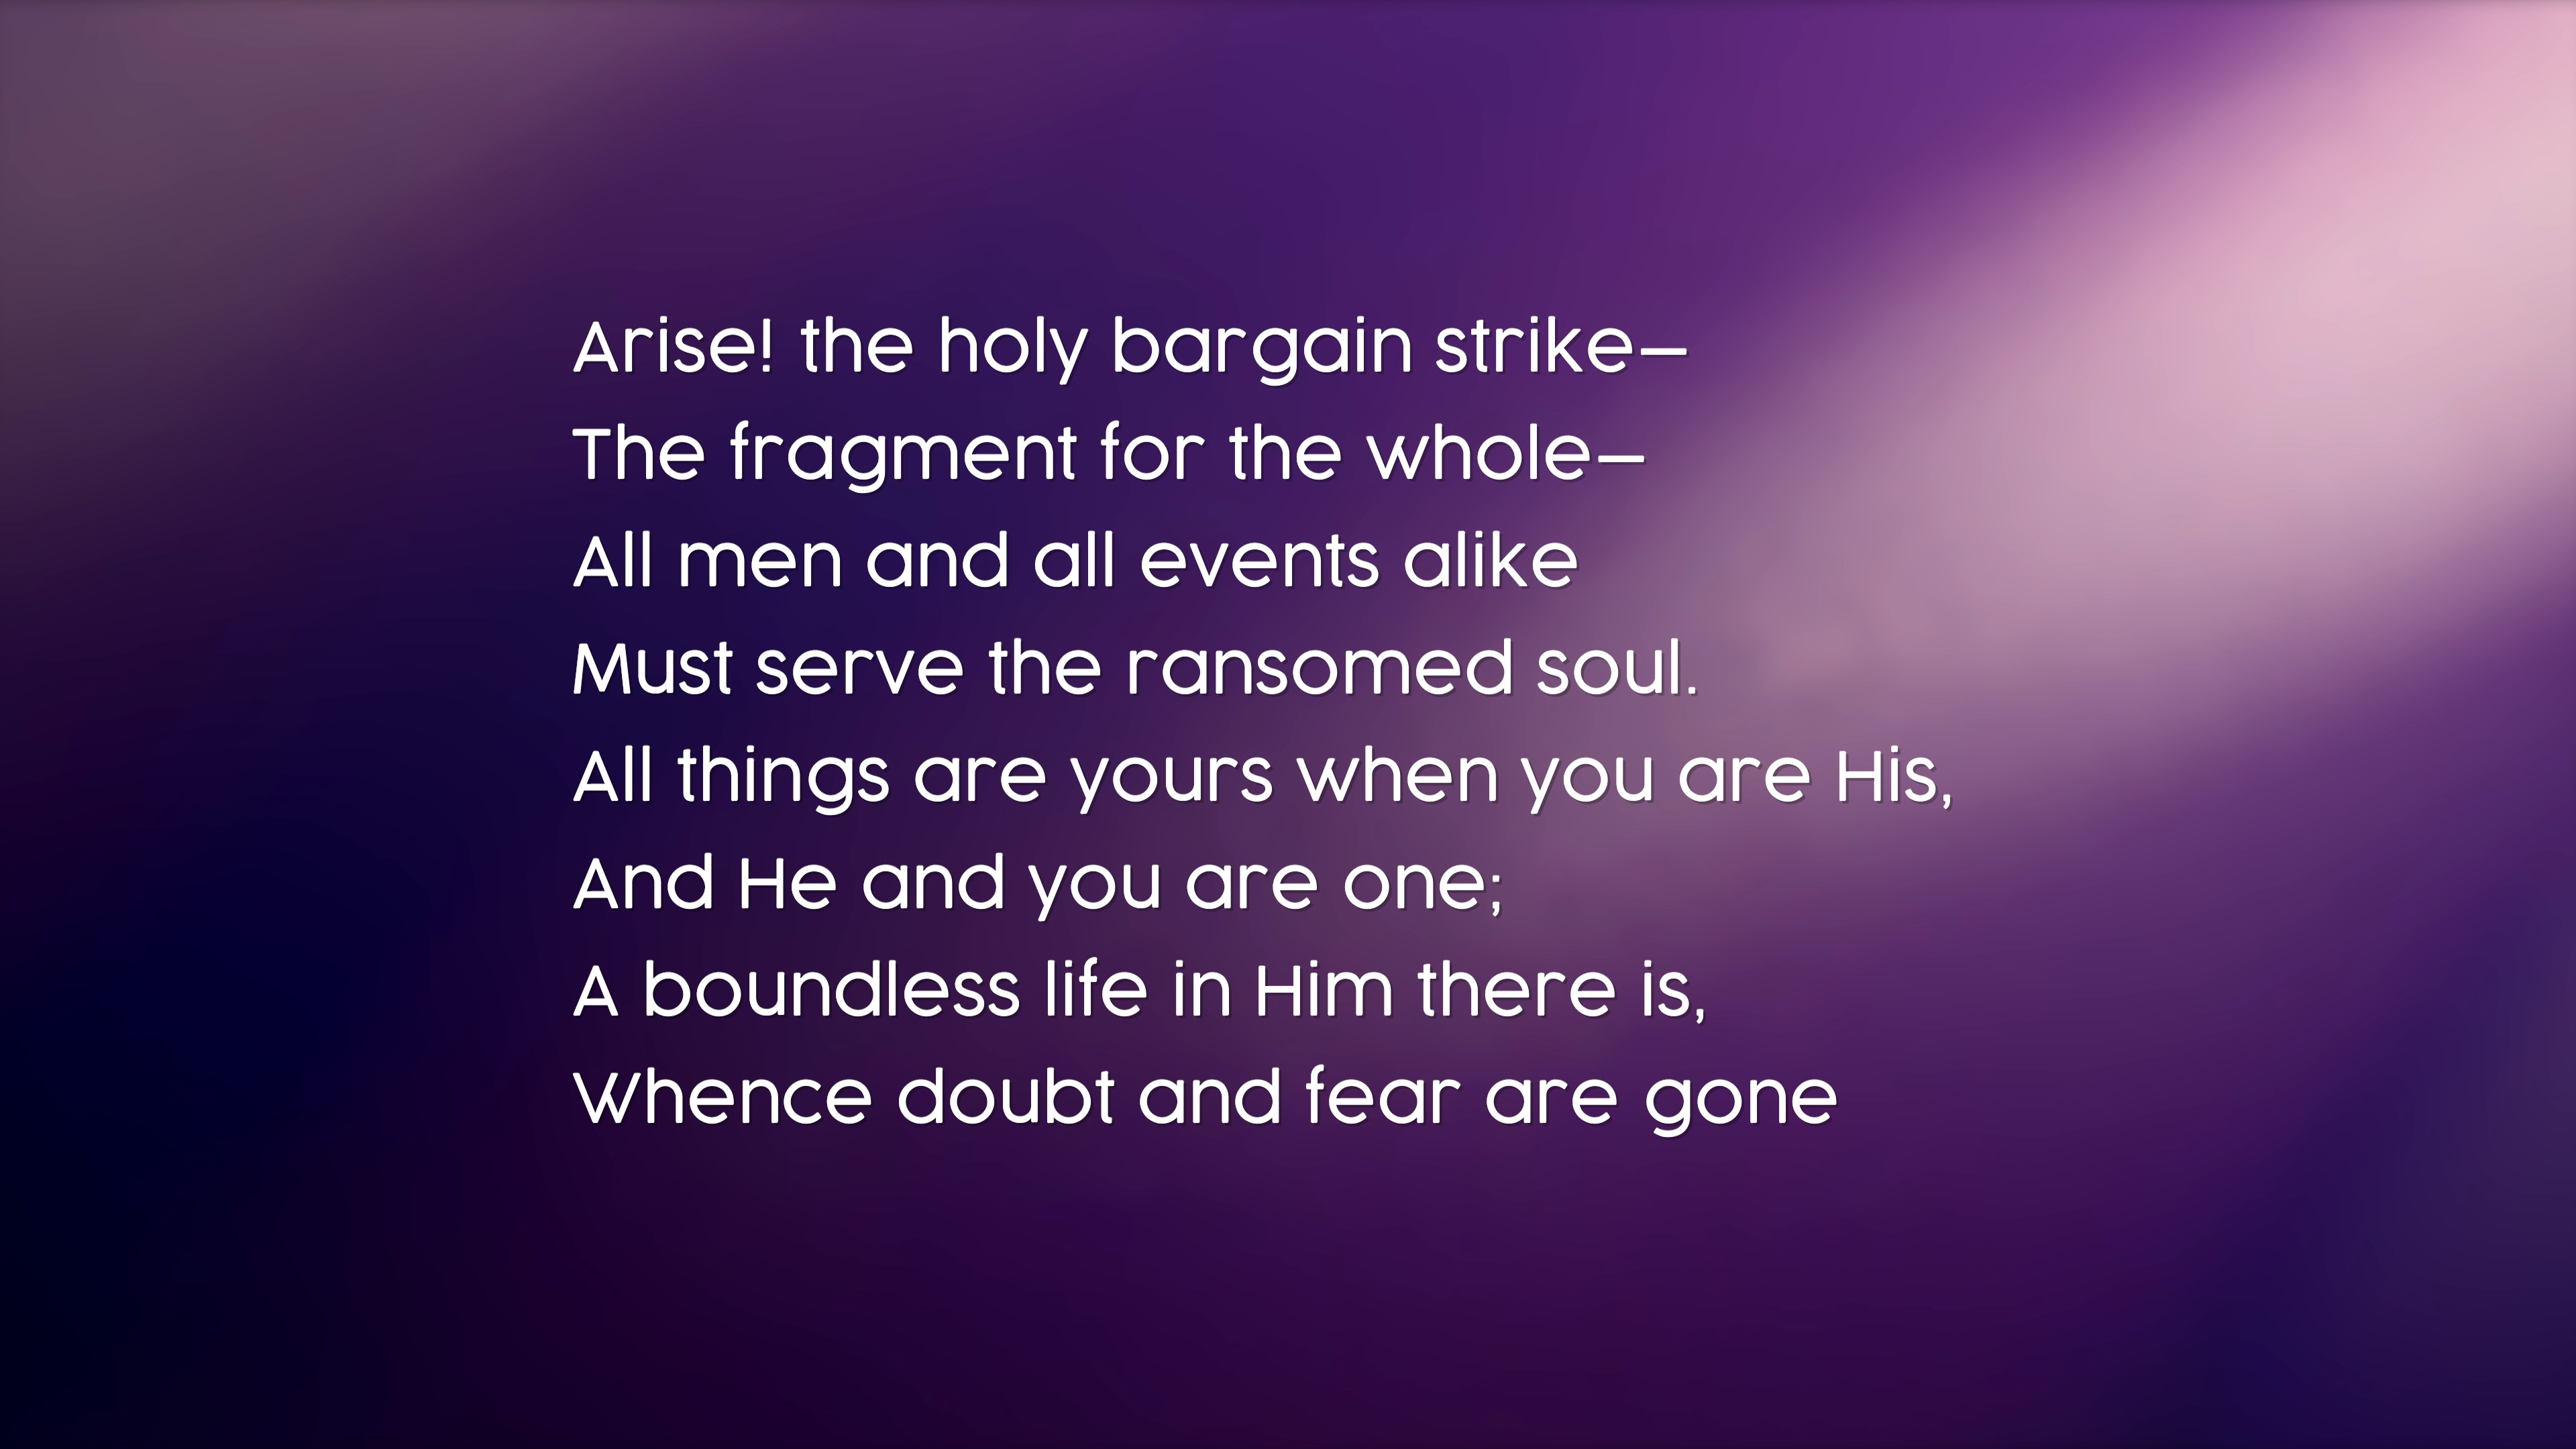 Arise! the holy bargain strike—
The fragment for the whole—
All men and all events alike
Must serve the ransomed soul.
All things are yours when you are His,
And He and you are one;
A boundless life in Him there is,
Whence doubt and fear are gone